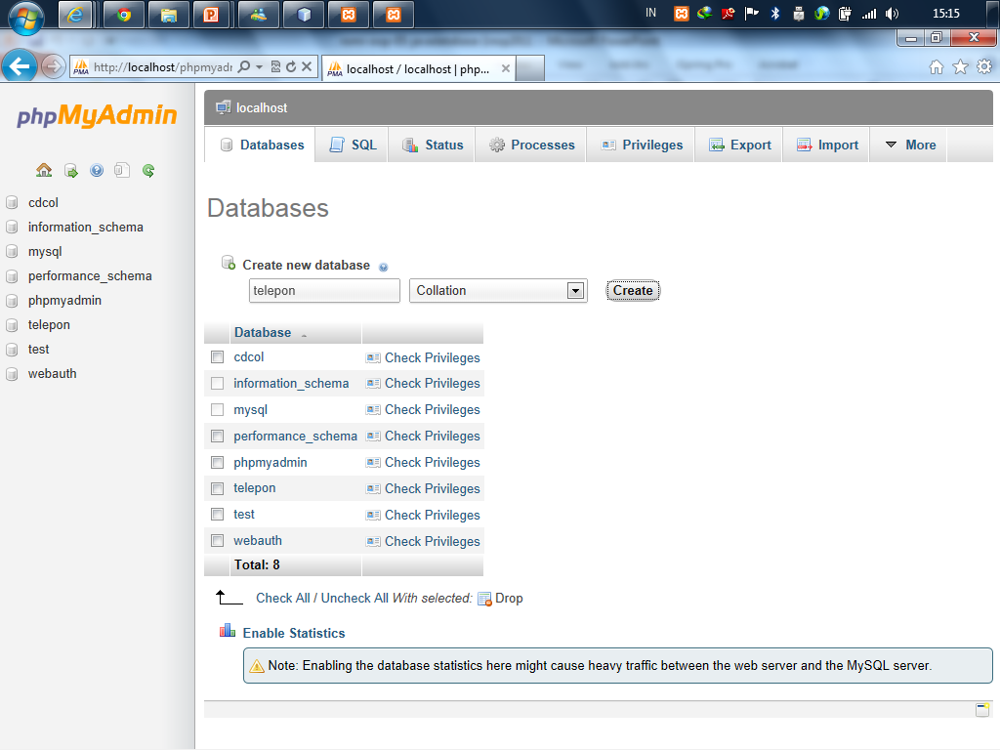 IN 15:15
http://localhost/phpmyadr
PMA localhost / localhost | php...
phpMyAdmin
localhost
Databases SQL Status Processes Privileges Export Import More
cdcol
information_schema
mysql
performance_schema
phpmyadmin
telepon
test
webauth
Databases
Create new database
telepon Collation Create
Database
cdcol Check Privileges
information_schema Check Privileges
mysql Check Privileges
performance_schema Check Privileges
phpmyadmin Check Privileges
telepon Check Privileges
test Check Privileges
webauth Check Privileges
Total: 8
Check All / Uncheck All With selected: Drop
Enable Statistics
Note: Enabling the database statistics here might cause heavy traffic between the web server and the MySQL server.